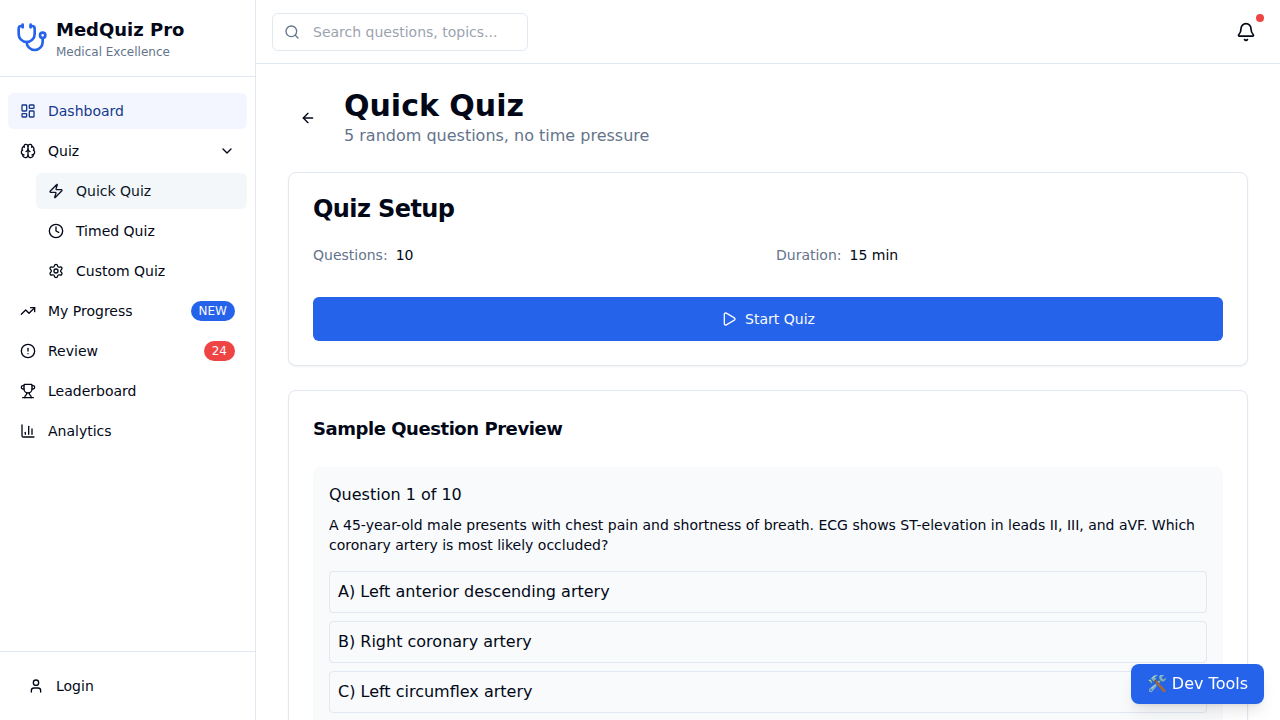 MedQuiz Pro
Medical Excellence
Dashboard
Quiz
Quick Quiz
Timed Quiz
Custom Quiz
My Progress
NEW
Review
24
Leaderboard
Analytics
Login
Search questions, topics...
Quick Quiz
5 random questions, no time pressure
Quiz Setup
Questions: 10
Duration: 15 min
Start Quiz
Sample Question Preview
Question 1 of 10
A 45-year-old male presents with chest pain and shortness of breath. ECG shows ST-elevation in leads II, III, and aVF. Which
coronary artery is most likely occluded?
A) Left anterior descending artery
B) Right coronary artery
C) Left circumflex artery
🛠️ Dev Tools